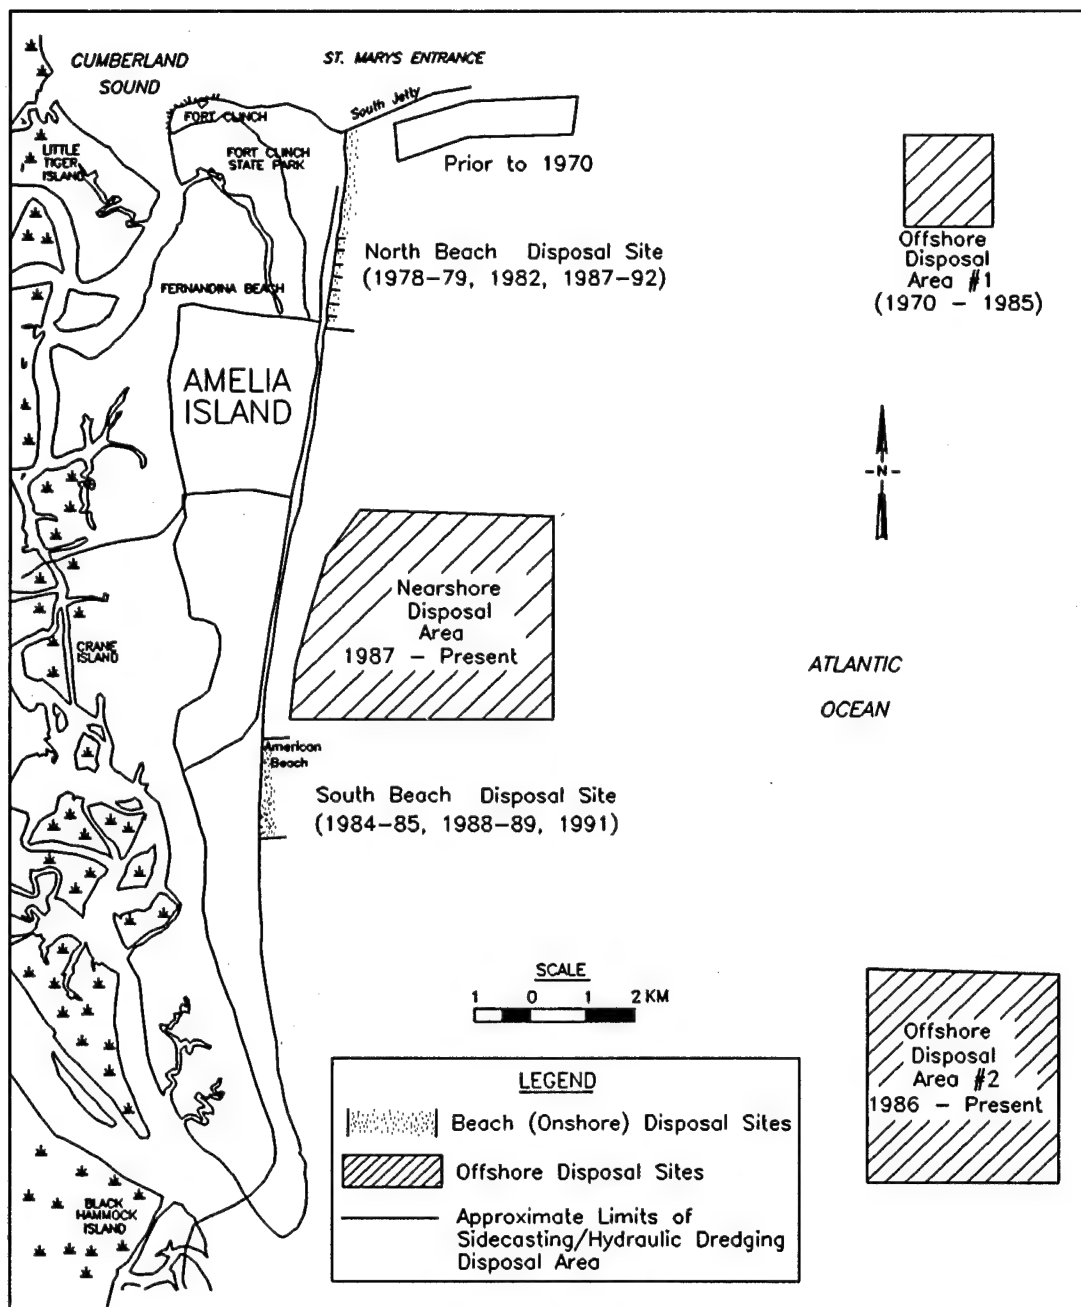 CUMBERLAND
SOUND
ST. MARYS ENTRANCE
South Jetty
FORT CLINCH
LITTLE
TIGER
ISLAND
FORT CLINCH
STATE PARK
Prior to 1970
Offshore
Disposal
Area #1
(1970 – 1985)
North Beach Disposal Site
(1978–79, 1982, 1987–92)
FERNANDINA BEACH
AMELIA
ISLAND
-N-
Nearshore
Disposal
Area
1987 – Present
CRANE
ISLAND
ATLANTIC
OCEAN
American
Beach
South Beach Disposal Site
(1984–85, 1988–89, 1991)
SCALE
1 0 1 2 KM
Offshore
Disposal
Area #2
1986 – Present
LEGEND
Beach (Onshore) Disposal Sites
Offshore Disposal Sites
Approximate Limits of
Sidecasting/Hydraulic Dredging
Disposal Area
BLACK
HAMMOCK
ISLAND